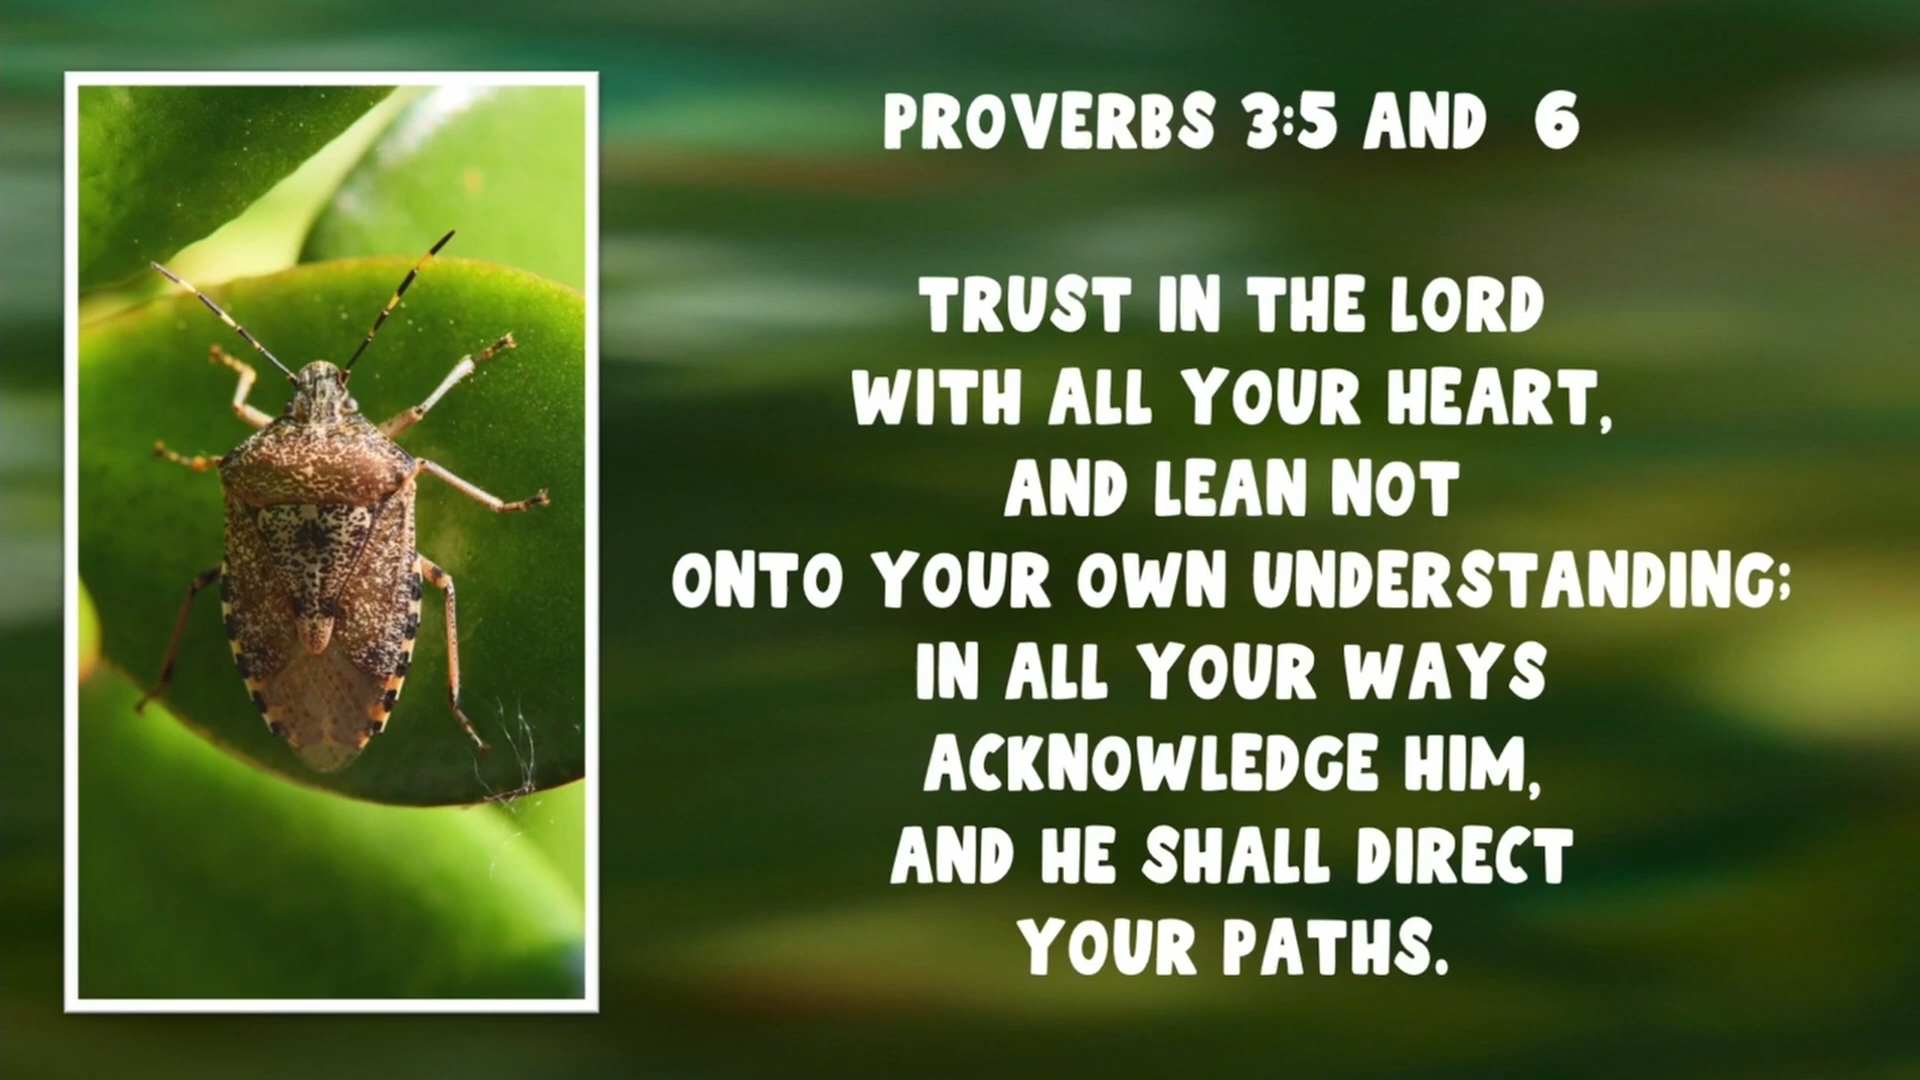 PROVERBS 3:5 AND 6
TRUST IN THE LORD
WITH ALL YOUR HEART,
AND LEAN NOT
ONTO YOUR OWN UNDERSTANDING;
IN ALL YOUR WAYS
ACKNOWLEDGE HIM,
AND HE SHALL DIRECT
YOUR PATHS.